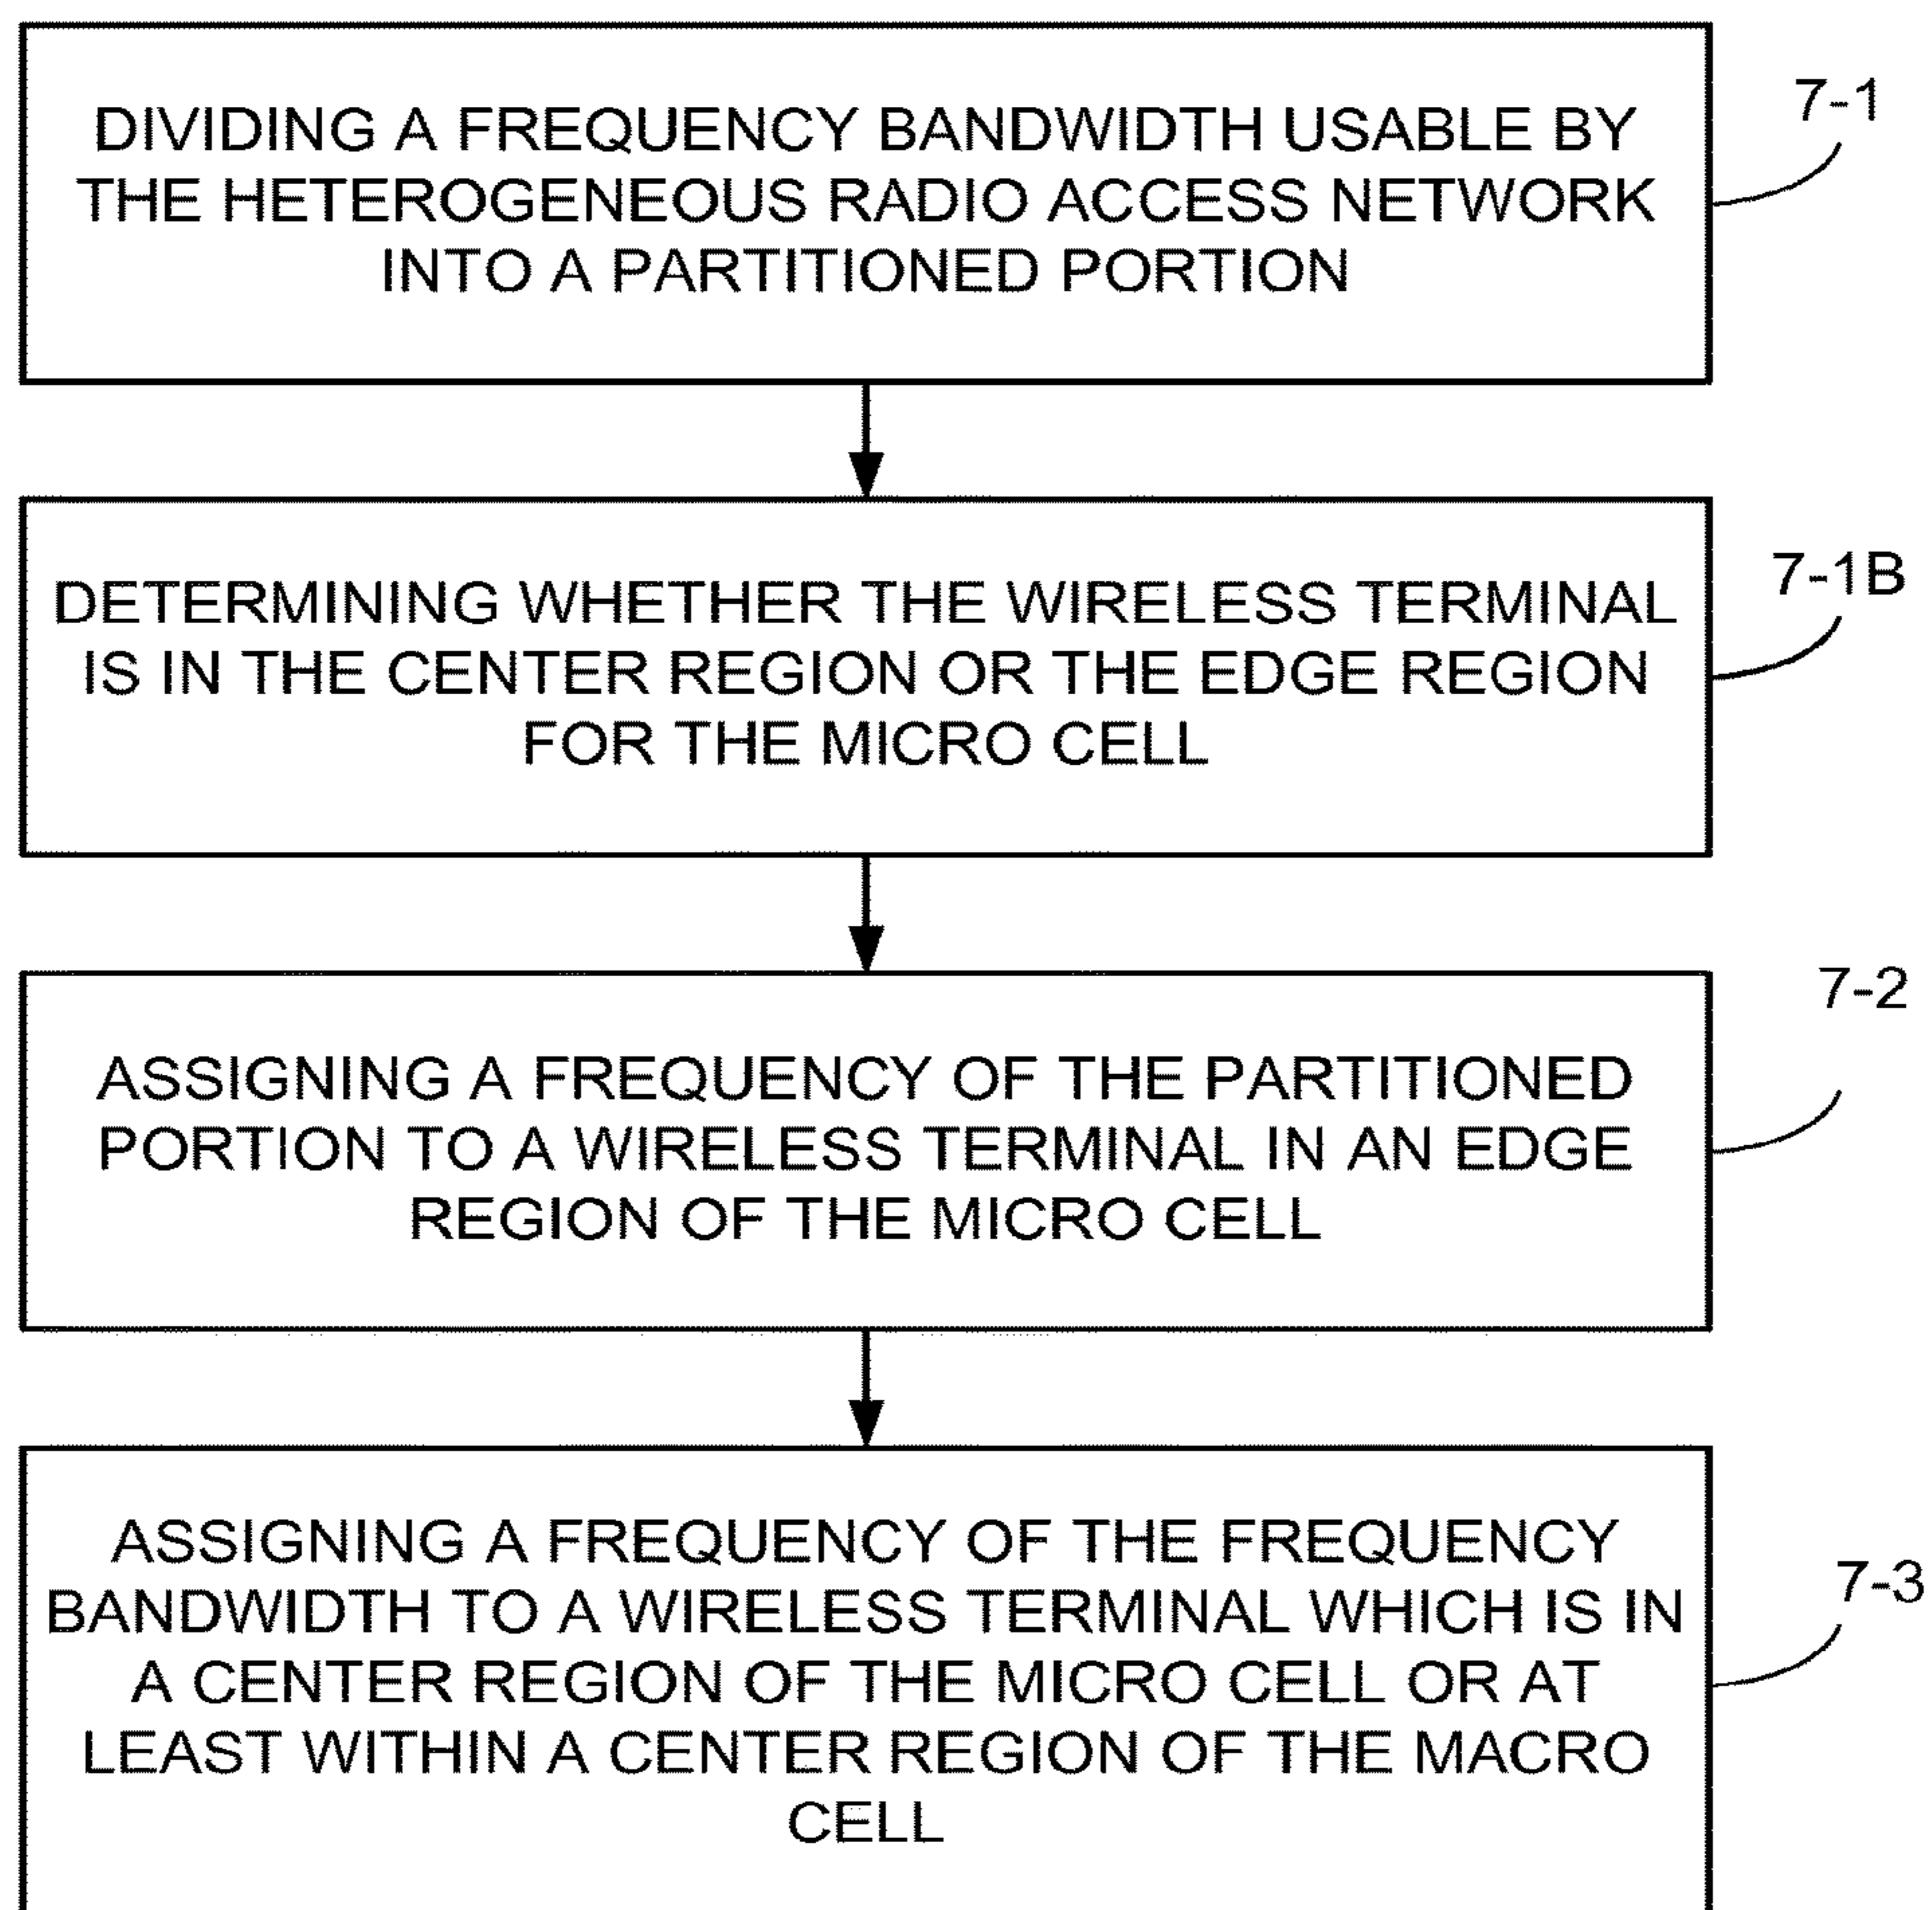 DIVIDING A FREQUENCY BANDWIDTH USABLE BY
THE HETEROGENEOUS RADIO ACCESS NETWORK
INTO A PARTITIONED PORTION
7-1
DETERMINING WHETHER THE WIRELESS TERMINAL
IS IN THE CENTER REGION OR THE EDGE REGION
FOR THE MICRO CELL
7-1B
ASSIGNING A FREQUENCY OF THE PARTITIONED
PORTION TO A WIRELESS TERMINAL IN AN EDGE
REGION OF THE MICRO CELL
7-2
ASSIGNING A FREQUENCY OF THE FREQUENCY
BANDWIDTH TO A WIRELESS TERMINAL WHICH IS IN
A CENTER REGION OF THE MICRO CELL OR AT
LEAST WITHIN A CENTER REGION OF THE MACRO
CELL
7-3